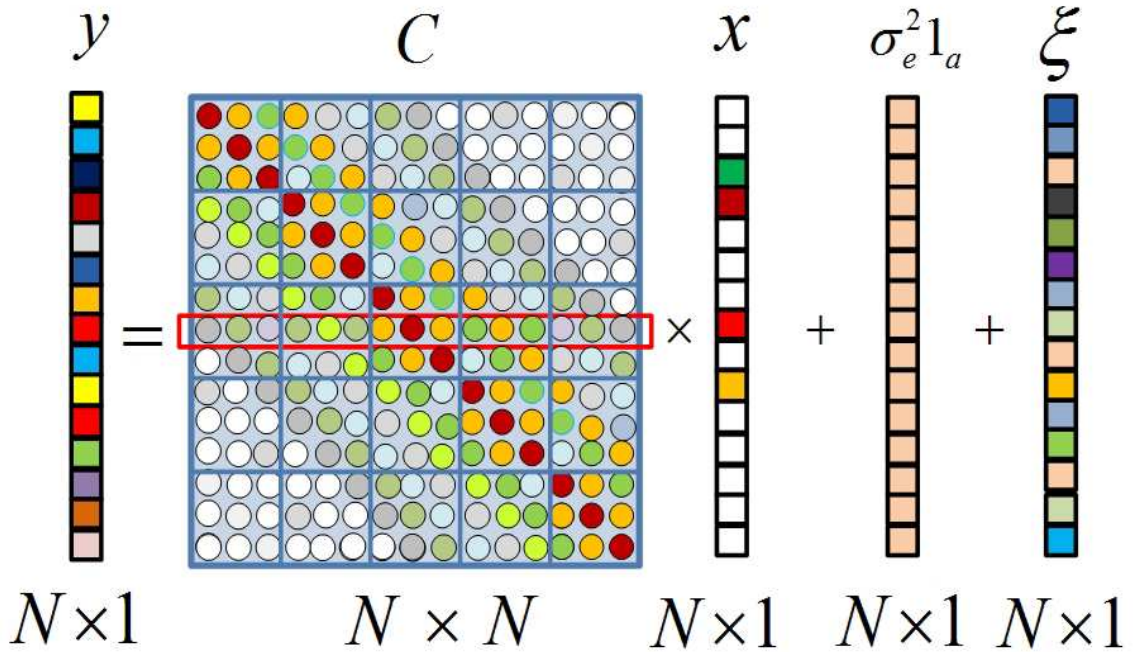 y C x σ_e^2 1_a ξ
= × + +
N×1 N×N N×1 N×1 N×1